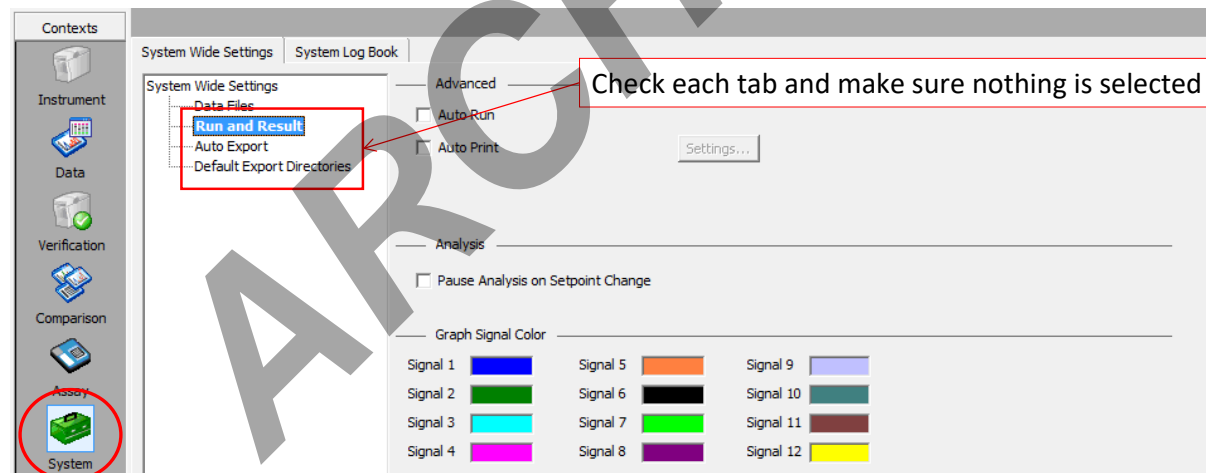 Contexts
Instrument
Data
Verification
Comparison
Assay
System
System Wide Settings System Log Book
System Wide Settings
Data Files
Run and Result
Auto Export
Default Export Directories
Check each tab and make sure nothing is selected
Advanced
Auto Run
Auto Print Settings...
Analysis
Pause Analysis on Setpoint Change
Graph Signal Color
Signal 1 Signal 5 Signal 9
Signal 2 Signal 6 Signal 10
Signal 3 Signal 7 Signal 11
Signal 4 Signal 8 Signal 12